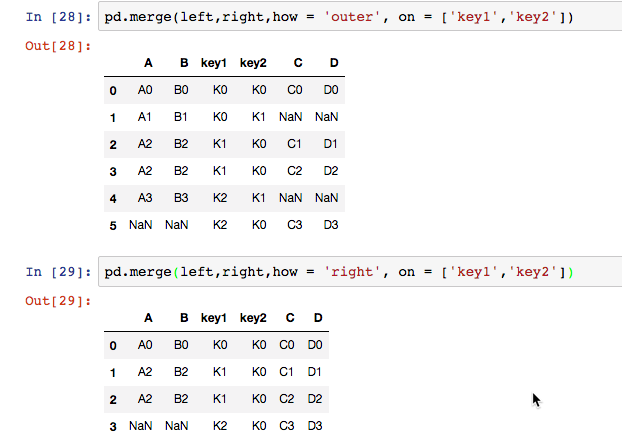 In [28]: pd.merge(left,right,how = 'outer', on = ['key1','key2'])
Out[28]:
A B key1 key2 C D
0 A0 B0 K0 K0 C0 D0
1 A1 B1 K0 K1 NaN NaN
2 A2 B2 K1 K0 C1 D1
3 A2 B2 K1 K0 C2 D2
4 A3 B3 K2 K1 NaN NaN
5 NaN NaN K2 K0 C3 D3
In [29]: pd.merge(left,right,how = 'right', on = ['key1','key2'])
Out[29]:
A B key1 key2 C D
0 A0 B0 K0 K0 C0 D0
1 A2 B2 K1 K0 C1 D1
2 A2 B2 K1 K0 C2 D2
3 NaN NaN K2 K0 C3 D3